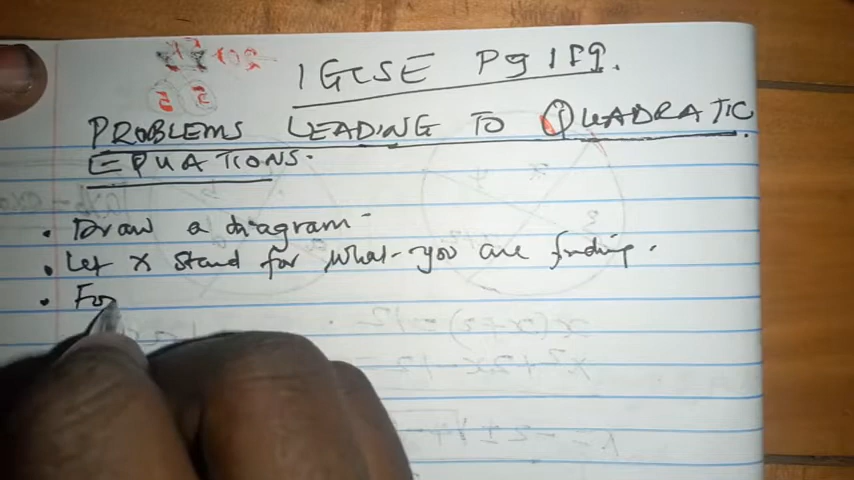 IGCSE Pg 179.
PROBLEMS LEADING TO QUADRATIC
EQUATIONS.
• Draw a diagram
• Let x stand for what you are finding.
• Fo